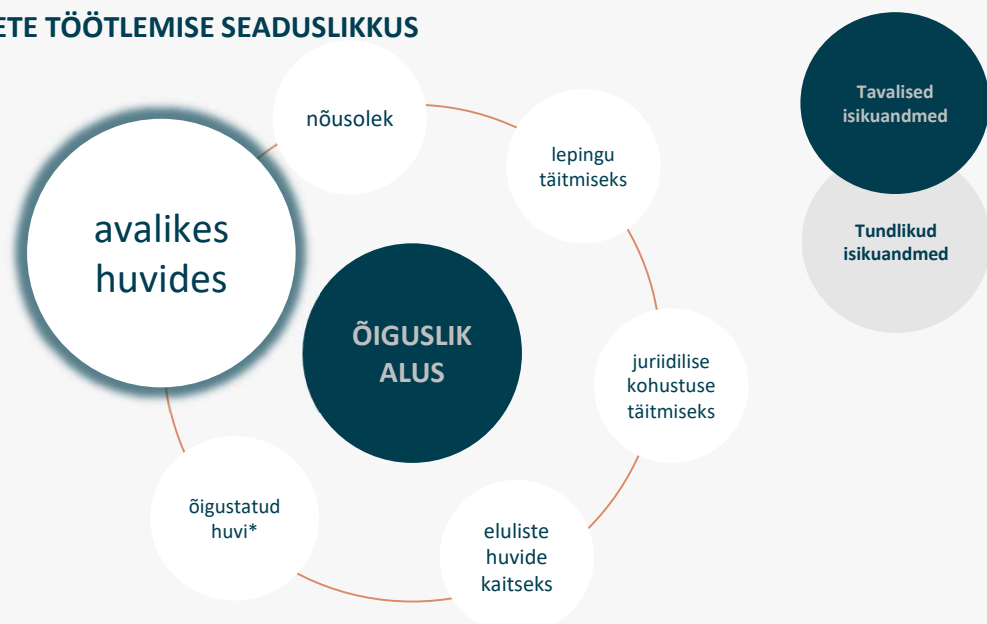 ETE TÖÖTLEMISE SEADUSLIKKUS
nõusolek
lepingu
täitmiseks
juriidilise
kohustuse
täitmiseks
eluliste
huvide
kaitseks
õigustatud
huvi*
avalikes
huvides
ÕIGUSLIK
ALUS
Tavalised
isikuandmed
Tundlikud
isikuandmed